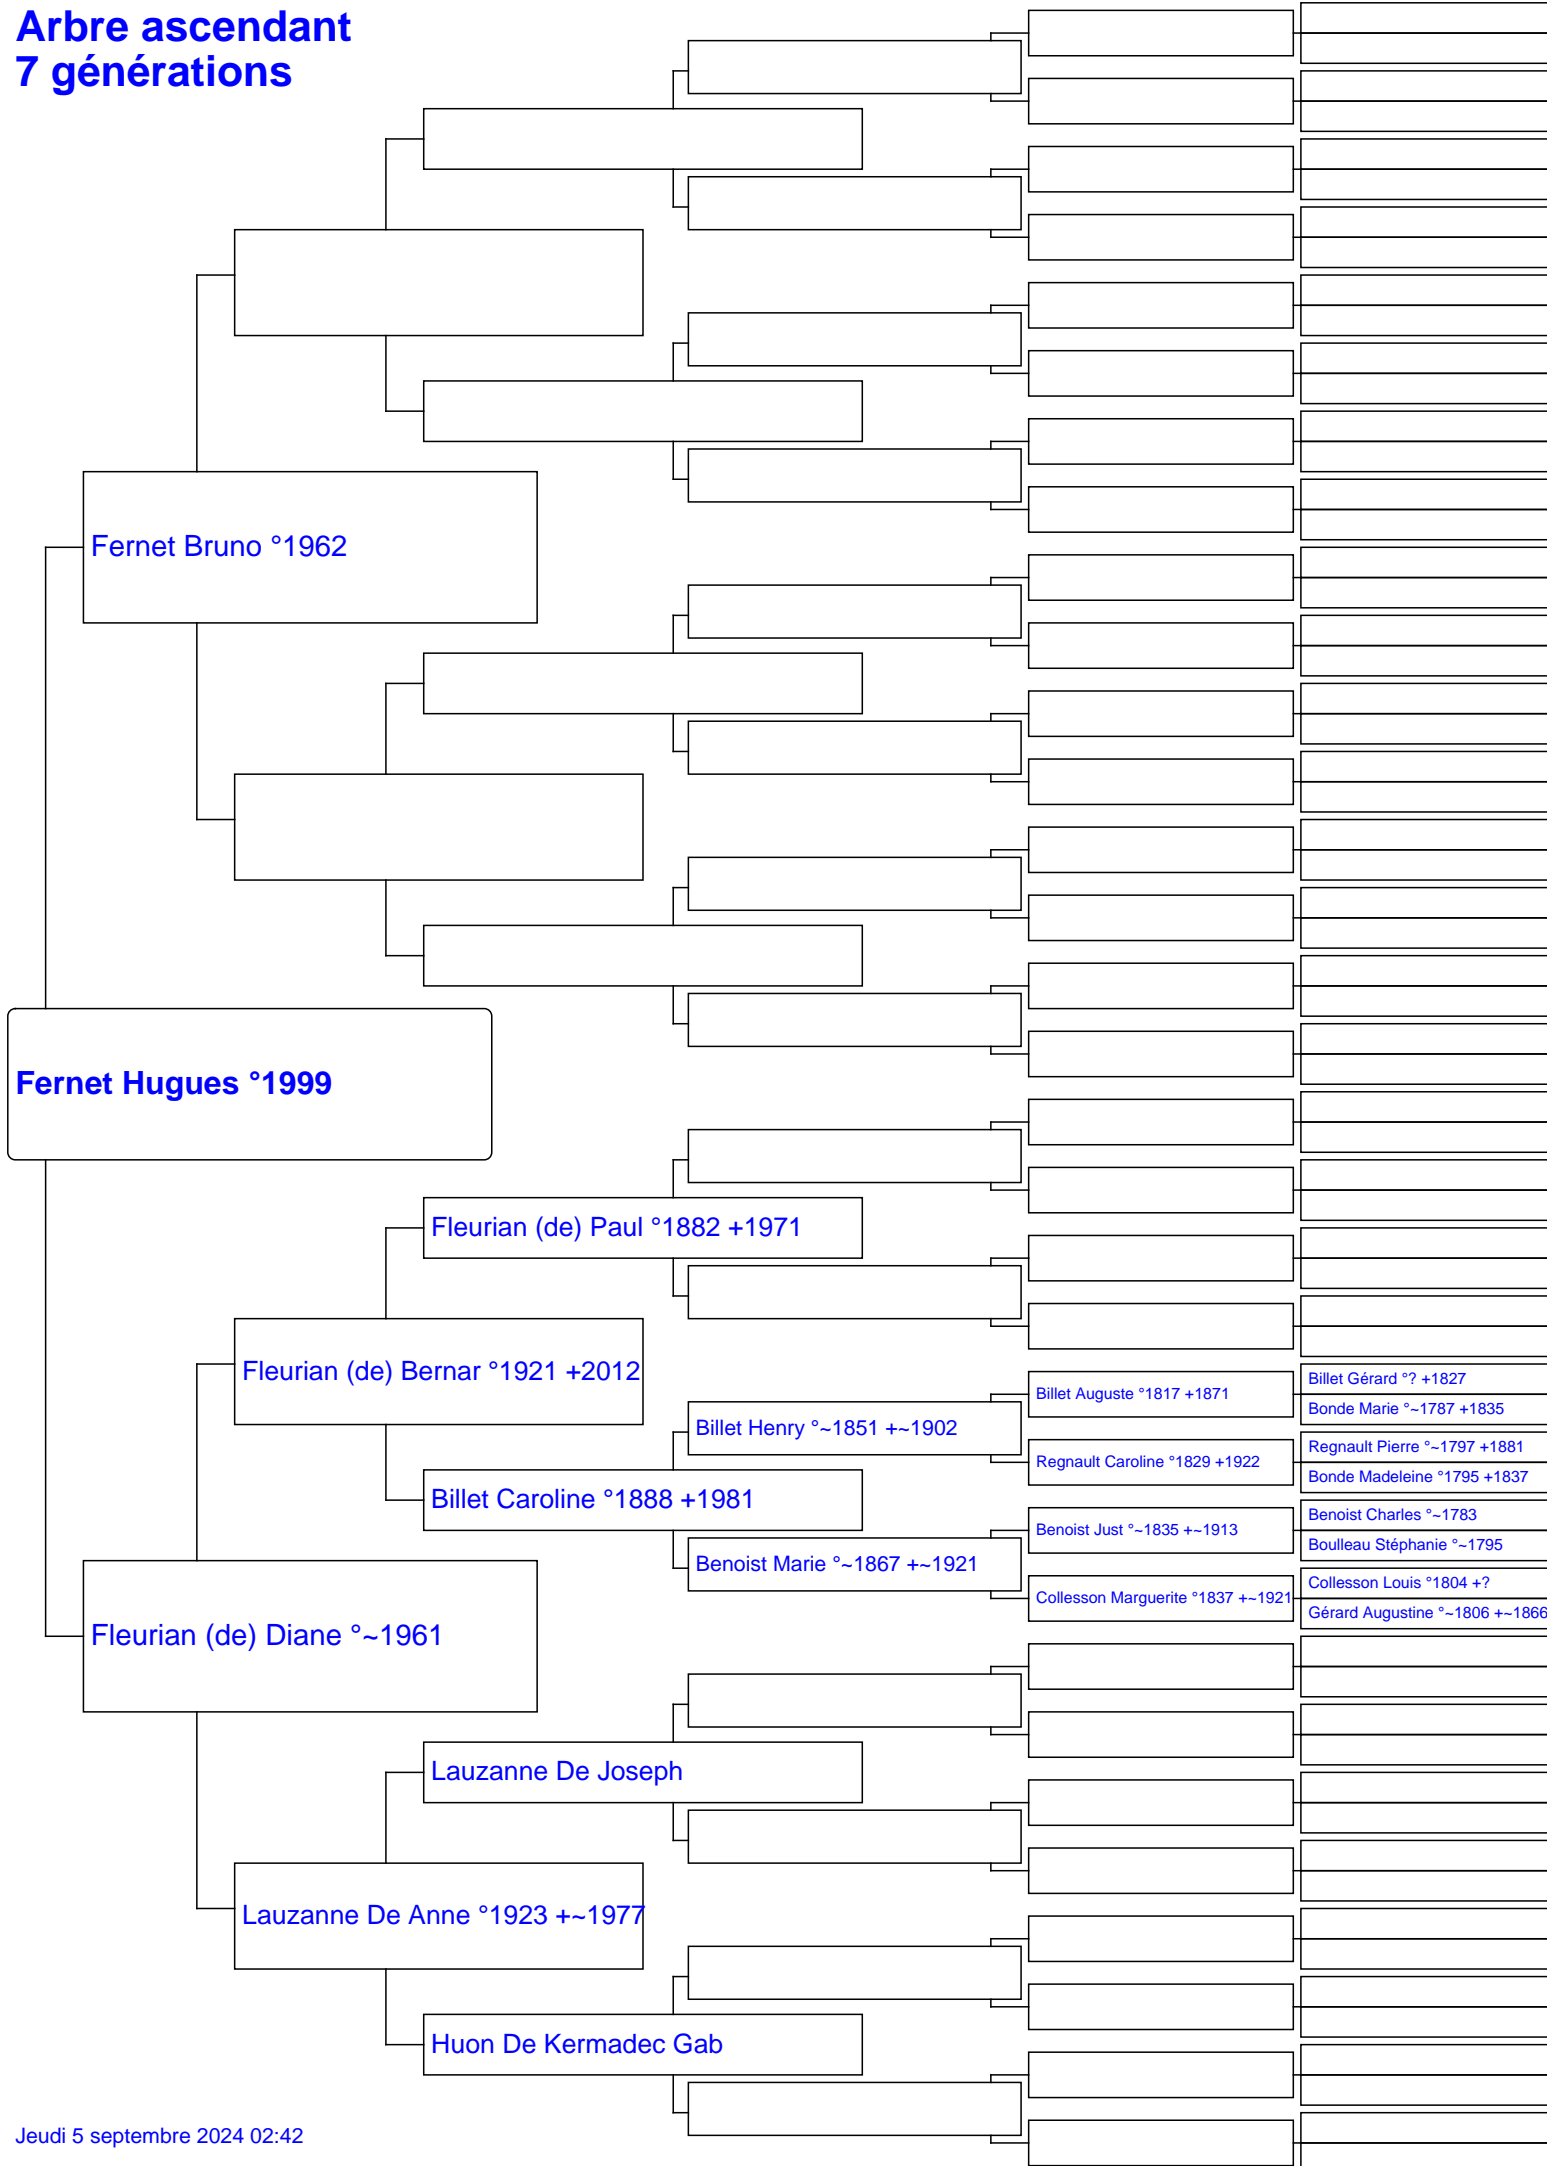 Arbre ascendant
7 générations
Fernet Bruno °1962
Fernet Hugues °1999
Fleurian (de) Paul °1882 +1971
Fleurian (de) Bernar °1921 +2012
Billet Auguste °1817 +1871
Billet Gérard °? +1827
Bonde Marie °~1787 +1835
Billet Henry °~1851 +~1902
Regnault Caroline °1829 +1922
Regnault Pierre °~1797 +1881
Bonde Madeleine °1795 +1837
Billet Caroline °1888 +1981
Benoist Just °~1835 +~1913
Benoist Charles °~1783
Boulleau Stéphanie °~1795
Benoist Marie °~1867 +~1921
Collesson Marguerite °1837 +~1921
Collesson Louis °1804 +?
Gérard Augustine °~1806 +~1866
Fleurian (de) Diane °~1961
Lauzanne De Joseph
Lauzanne De Anne °1923 +~1977
Huon De Kermadec Gab
Jeudi 5 septembre 2024 02:42